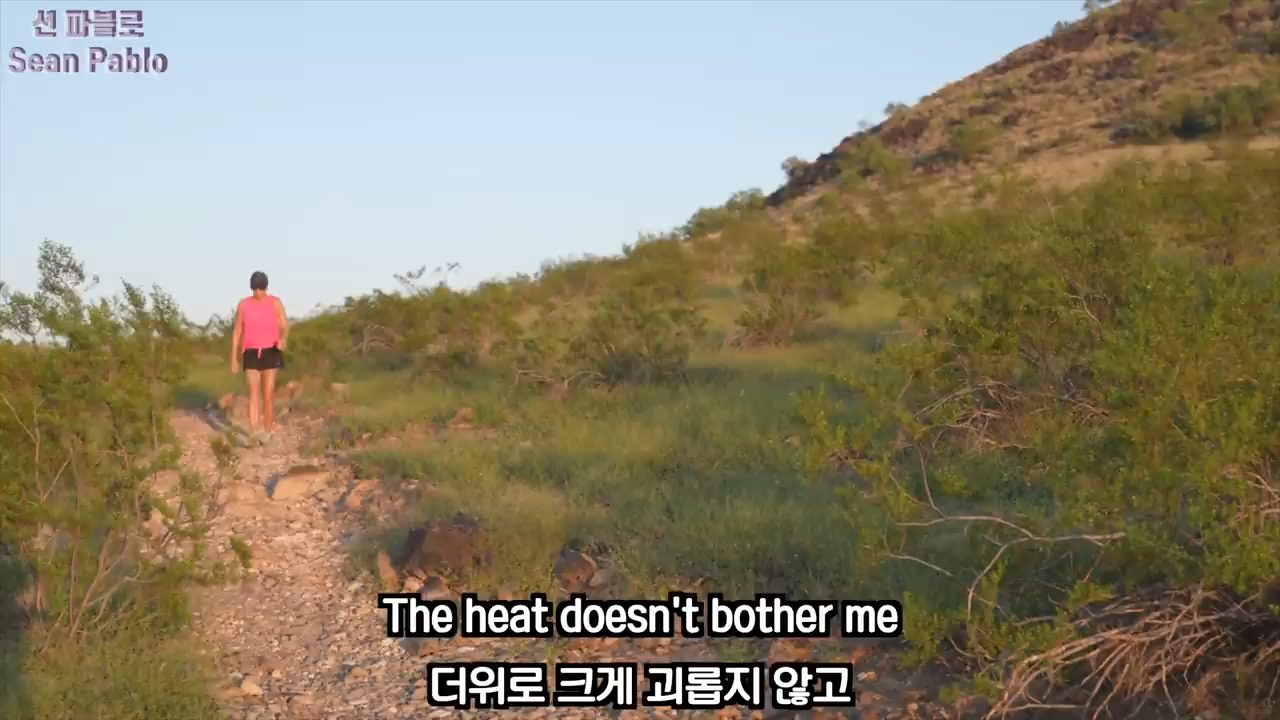 션 파블로
Sean Pablo
The heat doesn't bother me
더위로 크게 괴롭지 않고